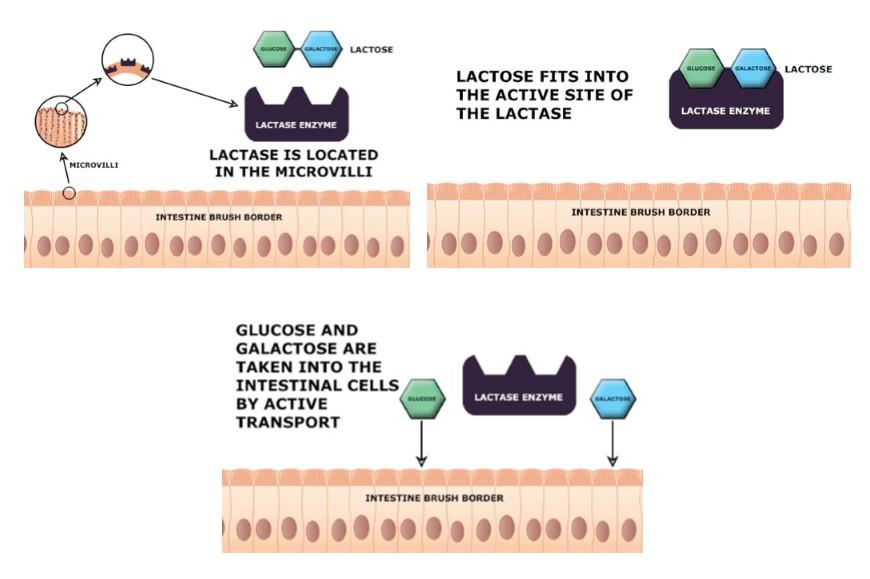 GLUCOSE
GALACTOSE
LACTOSE
LACTASE ENZYME
LACTASE IS LOCATED
IN THE MICROVILLI
MICROVILLI
INTESTINE BRUSH BORDER
LACTOSE FITS INTO
THE ACTIVE SITE OF
THE LACTASE
GLUCOSE
GALACTOSE
LACTOSE
LACTASE ENZYME
INTESTINE BRUSH BORDER
GLUCOSE AND
GALACTOSE ARE
TAKEN INTO THE
INTESTINAL CELLS
BY ACTIVE
TRANSPORT
GLUCOSE
LACTASE ENZYME
GALACTOSE
INTESTINE BRUSH BORDER